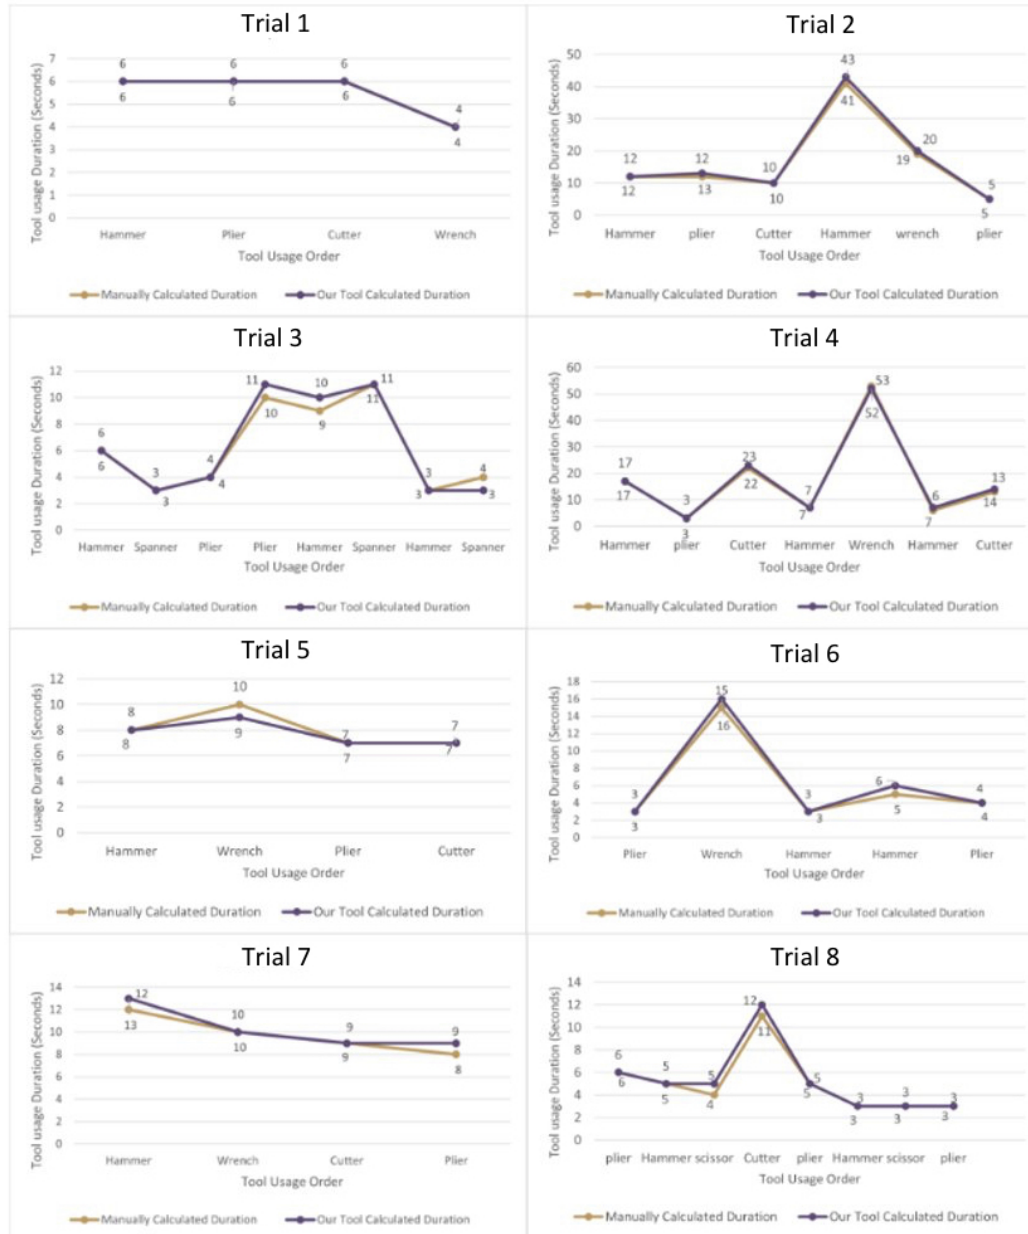 Trial 1
Tool usage Duration (Seconds)
7
6
5
4
3
2
1
0
6 6 6 4
6 6 6 4
Hammer Plier Cutter Wrench
Tool Usage Order
Manually Calculated Duration Our Tool Calculated Duration
Trial 2
Tool usage Duration (Seconds)
50
40
30
20
10
0
12 12 10 43 20 5
12 13 10 41 19 5
Hammer plier Cutter Hammer wrench plier
Tool Usage Order
Manually Calculated Duration Our Tool Calculated Duration
Trial 3
Tool usage Duration (Seconds)
12
10
8
6
4
2
0
6 3 4 11 10 11 3 4
6 3 4 10 9 11 3 3
Hammer Spanner Plier Plier Hammer Spanner Hammer Spanner
Tool Usage Order
Manually Calculated Duration Our Tool Calculated Duration
Trial 4
Tool usage Duration (Seconds)
60
50
40
30
20
10
0
17 3 23 7 53 6 13
17 3 22 7 52 7 14
Hammer plier Cutter Hammer Wrench Hammer Cutter
Tool Usage Order
Manually Calculated Duration Our Tool Calculated Duration
Trial 5
Tool usage Duration (Seconds)
12
10
8
6
4
2
0
8 10 7 7
8 9 7 7
Hammer Wrench Plier Cutter
Tool Usage Order
Manually Calculated Duration Our Tool Calculated Duration
Trial 6
Tool usage Duration (Seconds)
18
16
14
12
10
8
6
4
2
0
3 15 3 6 4
3 16 3 5 4
Plier Wrench Hammer Hammer Plier
Tool Usage Order
Manually Calculated Duration Our Tool Calculated Duration
Trial 7
Tool usage Duration (Seconds)
14
12
10
8
6
4
2
0
12 10 9 9
13 10 9 8
Hammer Wrench Cutter Plier
Tool Usage Order
Manually Calculated Duration Our Tool Calculated Duration
Trial 8
Tool usage Duration (Seconds)
14
12
10
8
6
4
2
0
6 5 5 12 5 3 3 3
6 5 4 11 5 3 3 3
plier Hammer scissor Cutter plier Hammer scissor plier
Tool Usage Order
Manually Calculated Duration Our Tool Calculated Duration